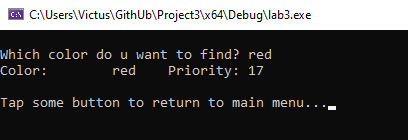 C:\Users\Victus\GitHUb\Project3\x64\Debug\lab3.exe
Which color do u want to find? red
Color:        red    Priority: 17
Tap some button to return to main menu...